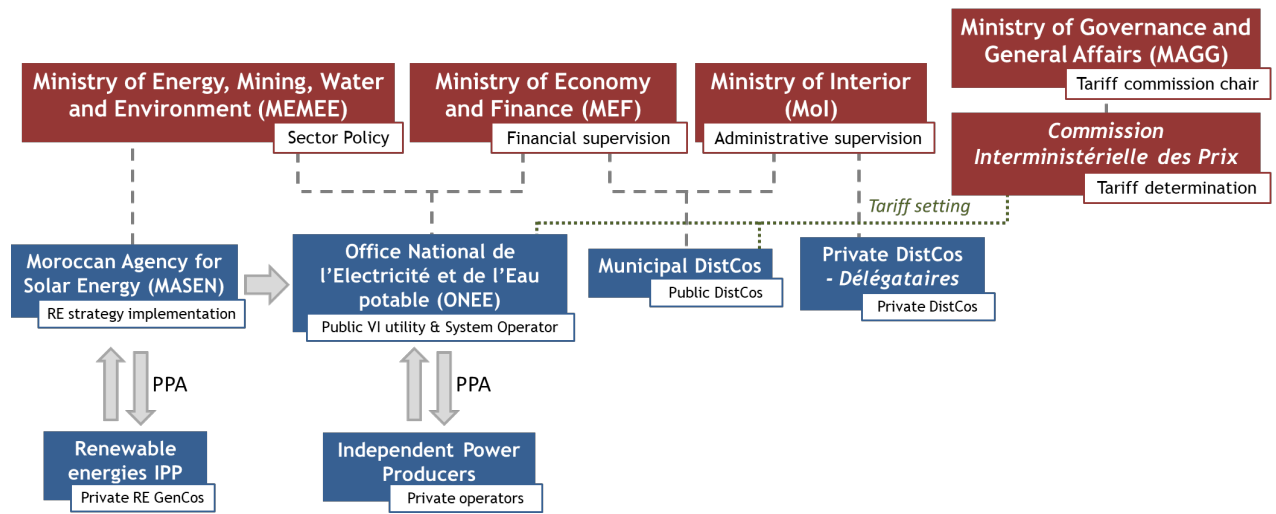 Ministry of Governance and
General Affairs (MAGG)
Tariff commission chair
Ministry of Energy, Mining, Water
and Environment (MEMEE)
Sector Policy
Ministry of Economy
and Finance (MEF)
Financial supervision
Ministry of Interior
(MoI)
Administrative supervision
Commission
Interministérielle des Prix
Tariff determination
Tariff setting
Moroccan Agency for
Solar Energy (MASEN)
RE strategy implementation
Office National de
l'Electricité et de l'Eau
potable (ONEE)
Public VI utility & System Operator
Municipal DistCos
Public DistCos
Private DistCos
- Délégataires
Private DistCos
PPA
PPA
Renewable
energies IPP
Private RE GenCos
Independent Power
Producers
Private operators